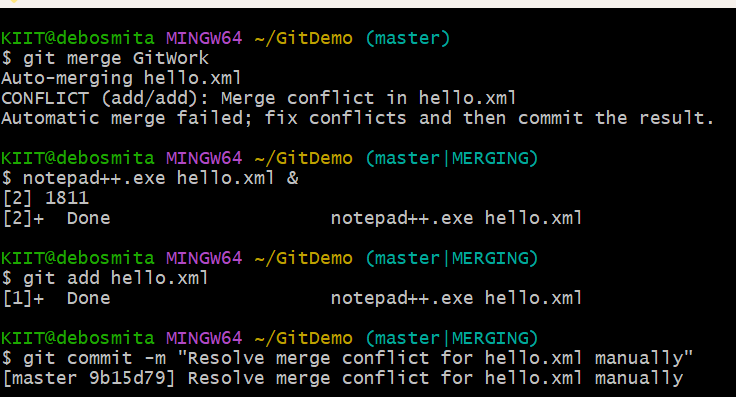 KIIT@debosmita MINGW64 ~/GitDemo (master)
$ git merge GitWork
Auto-merging hello.xml
CONFLICT (add/add): Merge conflict in hello.xml
Automatic merge failed; fix conflicts and then commit the result.
KIIT@debosmita MINGW64 ~/GitDemo (master|MERGING)
$ notepad++.exe hello.xml &
[2] 1811
[2]+  Done                    notepad++.exe hello.xml
KIIT@debosmita MINGW64 ~/GitDemo (master|MERGING)
$ git add hello.xml
[1]+  Done                    notepad++.exe hello.xml
KIIT@debosmita MINGW64 ~/GitDemo (master|MERGING)
$ git commit -m "Resolve merge conflict for hello.xml manually"
[master 9b15d79] Resolve merge conflict for hello.xml manually